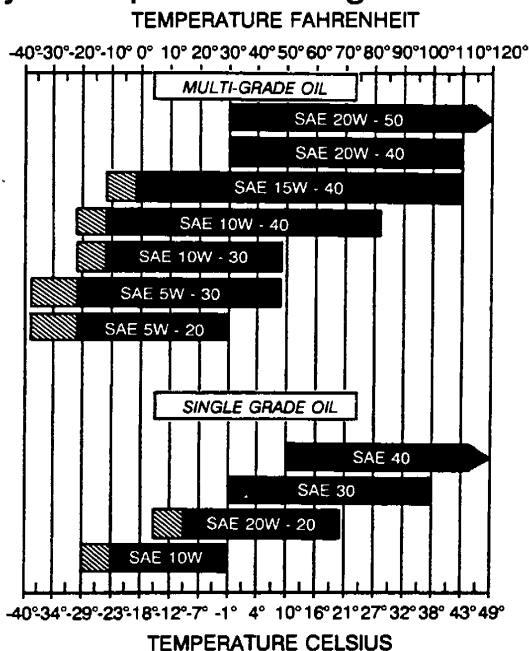 TEMPERATURE FAHRENHEIT
-40°-30°-20°-10° 0° 10° 20° 30° 40° 50° 60° 70° 80° 90° 100°110°120°
MULTI-GRADE OIL
SAE 20W - 50
SAE 20W - 40
SAE 15W - 40
SAE 10W - 40
SAE 10W - 30
SAE 5W - 30
SAE 5W - 20
SINGLE GRADE OIL
SAE 40
SAE 30
SAE 20W - 20
SAE 10W
-40°-34°-29°-23°-18°-12°-7° -1° 4° 10° 16° 21° 27° 32° 38° 43° 49°
TEMPERATURE CELSIUS